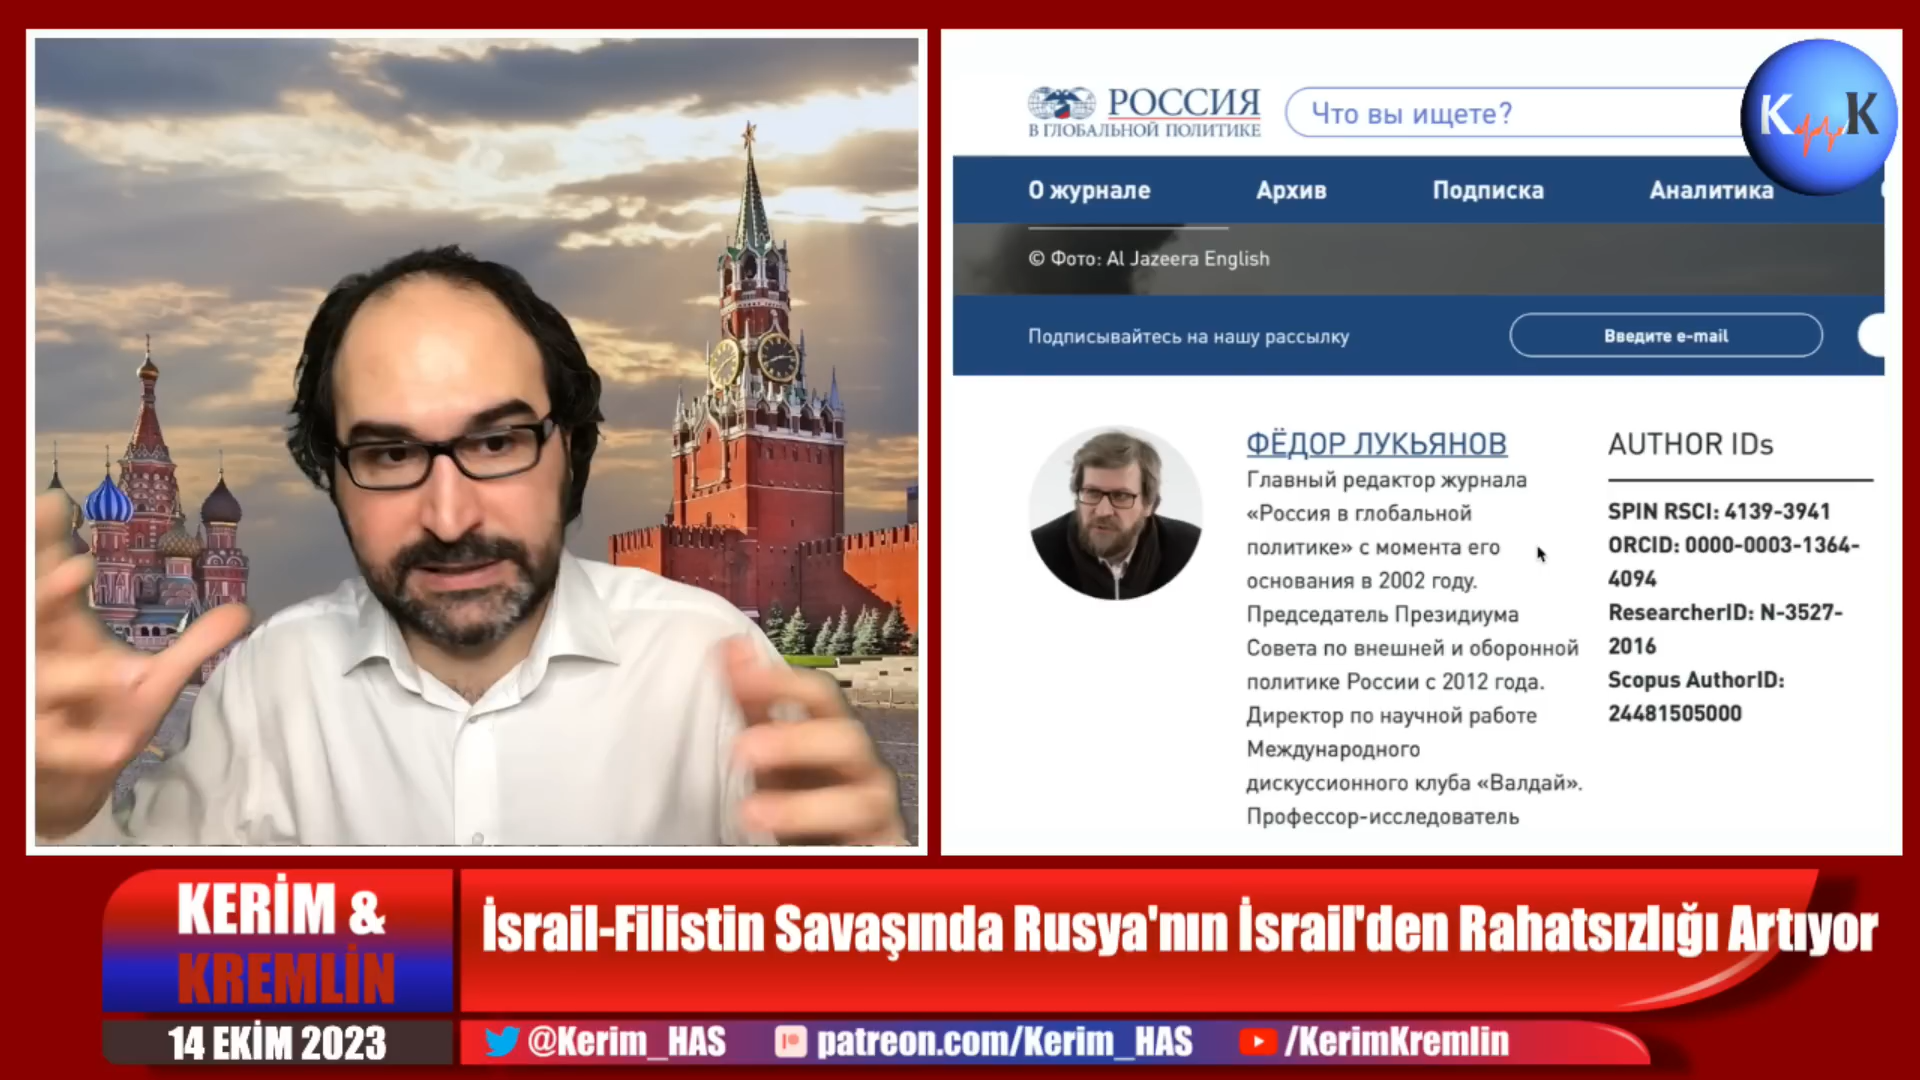 РОССИЯ
В ГЛОБАЛЬНОЙ ПОЛИТИКЕ
Что вы ищете?
K K
О журнале Архив Подписка Аналитика
© Фото: Al Jazeera English
Подписывайтесь на нашу рассылку
Введите e-mail
ФЁДОР ЛУКЬЯНОВ
Главный редактор журнала
«Россия в глобальной
политике» с момента его
основания в 2002 году.
Председатель Президиума
Совета по внешней и оборонной
политике России с 2012 года.
Директор по научной работе
Международного
дискуссионного клуба «Валдай».
Профессор-исследователь
AUTHOR IDs
SPIN RSCI: 4139-3941
ORCID: 0000-0003-1364-
4094
ResearcherID: N-3527-
2016
Scopus AuthorID:
24481505000
KERİM &
KREMLİN
İsrail-Filistin Savaşında Rusya'nın İsrail'den Rahatsızlığı Artıyor
14 EKİM 2023
@Kerim_HAS
patreon.com/Kerim_HAS
/KerimKremlin